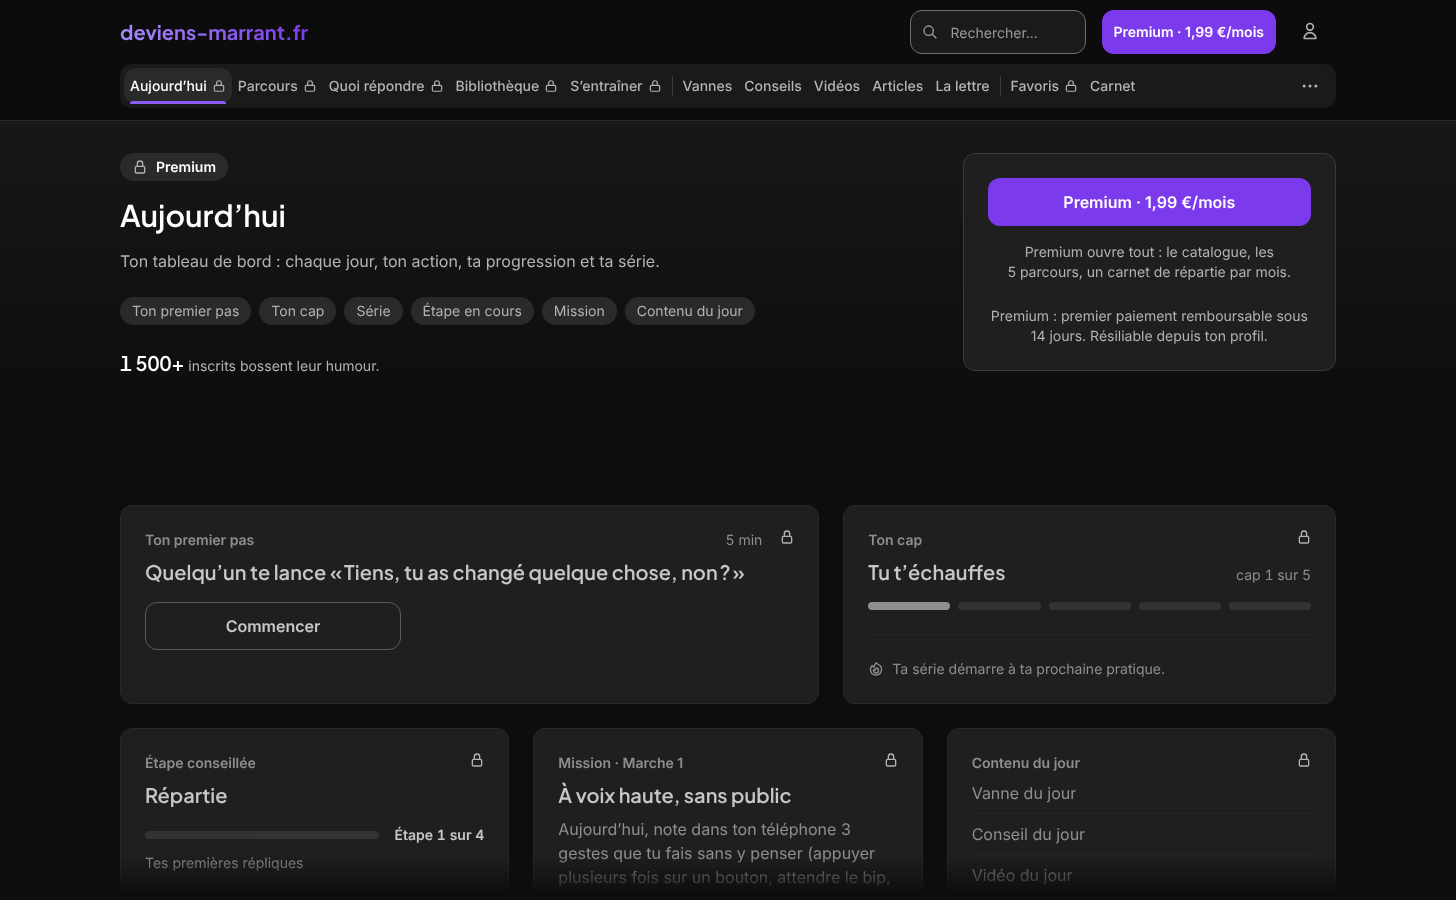 deviens-marrant.fr
Rechercher...
Premium · 1,99 €/mois
Aujourd’hui
Parcours
Quoi répondre
Bibliothèque
S’entraîner
Vannes
Conseils
Vidéos
Articles
La lettre
Favoris
Carnet
Premium
Aujourd’hui
Ton tableau de bord : chaque jour, ton action, ta progression et ta série.
Ton premier pas
Ton cap
Série
Étape en cours
Mission
Contenu du jour
1 500+ inscrits bossent leur humour.
Premium · 1,99 €/mois
Premium ouvre tout : le catalogue, les
5 parcours, un carnet de répartie par mois.
Premium : premier paiement remboursable sous
14 jours. Résiliable depuis ton profil.
Ton premier pas
5 min
Quelqu’un te lance « Tiens, tu as changé quelque chose, non ? »
Commencer
Ton cap
Tu t’échauffes
cap 1 sur 5
Ta série démarre à ta prochaine pratique.
Étape conseillée
Répartie
Étape 1 sur 4
Tes premières répliques
Mission · Marche 1
À voix haute, sans public
Aujourd’hui, note dans ton téléphone 3
gestes que tu fais sans y penser (appuyer
plusieurs fois sur un bouton, attendre le bip,
Contenu du jour
Vanne du jour
Conseil du jour
Vidéo du jour